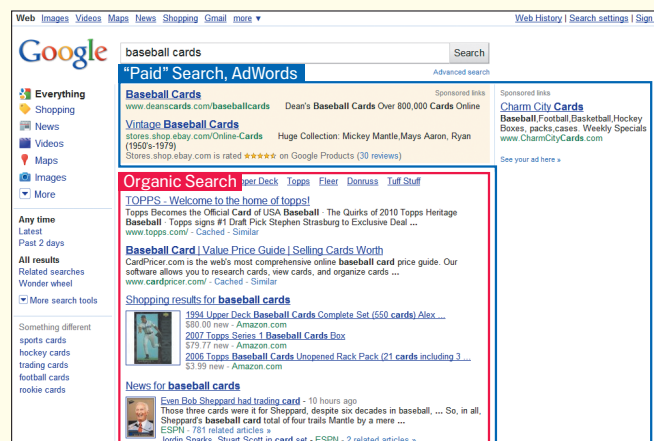 Web Images Videos Maps News Shopping Gmail more ▼
Web History | Search settings | Sign
Google
baseball cards
Search
Advanced search
"Paid" Search, AdWords
Everything
Shopping
News
Videos
Maps
Images
More
Any time
Latest
Past 2 days
All results
Related searches
Wonder wheel
More search tools
Something different
sports cards
hockey cards
trading cards
football cards
rookie cards
Baseball Cards
Sponsored links
www.deanscards.com/baseballcards Dean's Baseball Cards Over 800,000 Cards Online
Vintage Baseball Cards
stores.shop.ebay.com/Online-Cards Huge Collection: Mickey Mantle,Mays Aaron, Ryan
(1950's-1979)
Stores.shop.ebay.com is rated ★★★★★ on Google Products (30 reviews)
Sponsored links
Charm City Cards
Baseball,Football,Basketball,Hockey
Boxes, packs,cases. Weekly Specials
www.CharmCityCards.com
See your ad here »
Organic Search
per Deck Topps Fleer Donruss Tuff Stuff
TOPPS - Welcome to the home of topps!
Topps Becomes the Official Card of USA Baseball · The Quirks of 2010 Topps Heritage
Baseball · Topps signs #1 Draft Pick Stephen Strasburg to Exclusive Deal ...
www.topps.com/ - Cached - Similar
Baseball Card | Value Price Guide | Selling Cards Worth
CardPricer.com is the web's most comprehensive online baseball card price guide. Our
software allows you to research cards, view cards, and organize cards ...
www.cardpricer.com/ - Cached - Similar
Shopping results for baseball cards
1994 Upper Deck Baseball Cards Complete Set (550 cards) Alex ...
$80.00 new - Amazon.com
2007 Topps Series 1 Baseball Cards Box
$79.77 new - Amazon.com
2006 Topps Baseball Cards Unopened Rack Pack (21 cards including 3 ...
$3.99 new - Amazon.com
News for baseball cards
Even Bob Sheppard had trading card - 10 hours ago
Those three cards were it for Sheppard, despite six decades in baseball, ... So, in all,
Sheppard's baseball card total of four trails Mantle by a mere ...
ESPN - 781 related articles »
Jordin Sparks, Stuart Scott in card set - ESPN - 2 related articles »